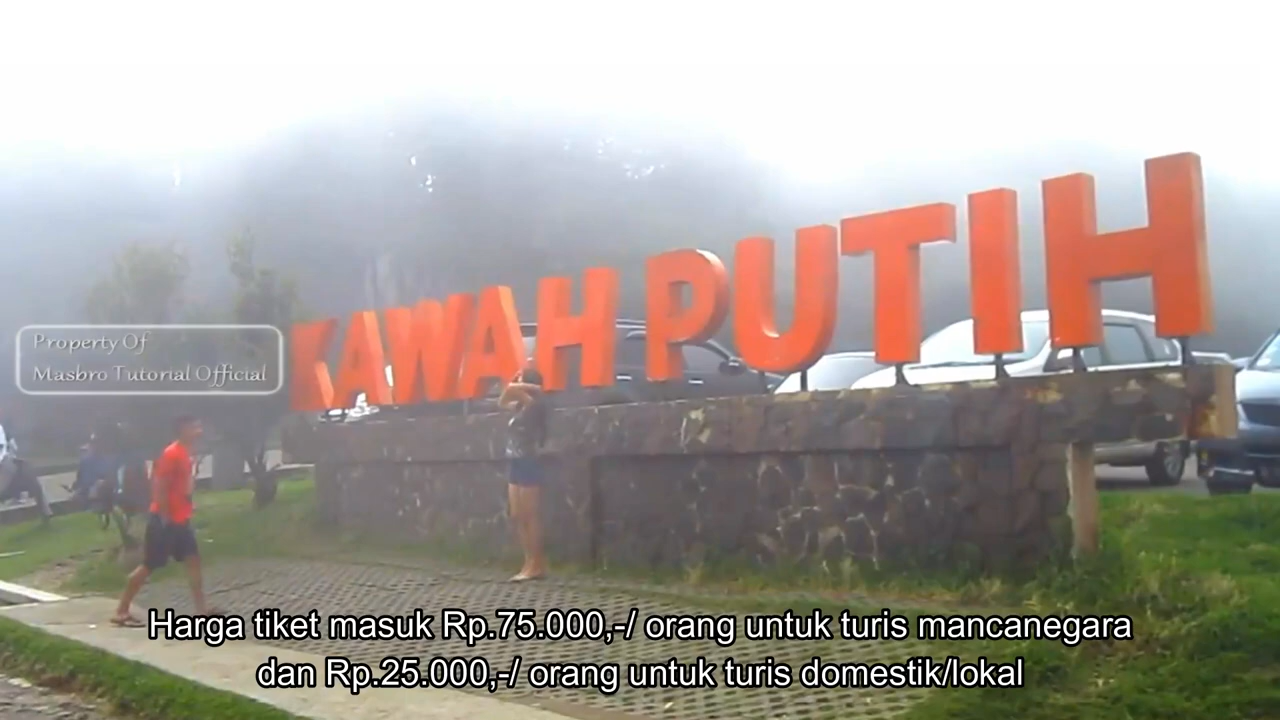 KAWAH PUTIH
Property Of
Masbro Tutorial Official
Harga tiket masuk Rp.75.000,-/ orang untuk turis mancanegara
dan Rp.25.000,-/ orang untuk turis domestik/lokal